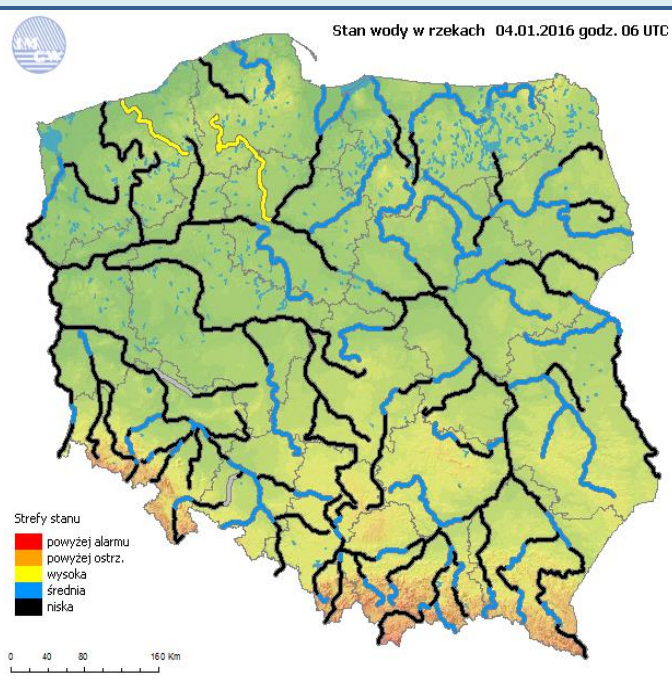 Stan wody w rzekach 04.01.2016 godz. 06 UTC
Strefy stanu
powyżej alarmu
powyżej ostrz.
wysoka
średnia
niska
0 40 80 160 Km